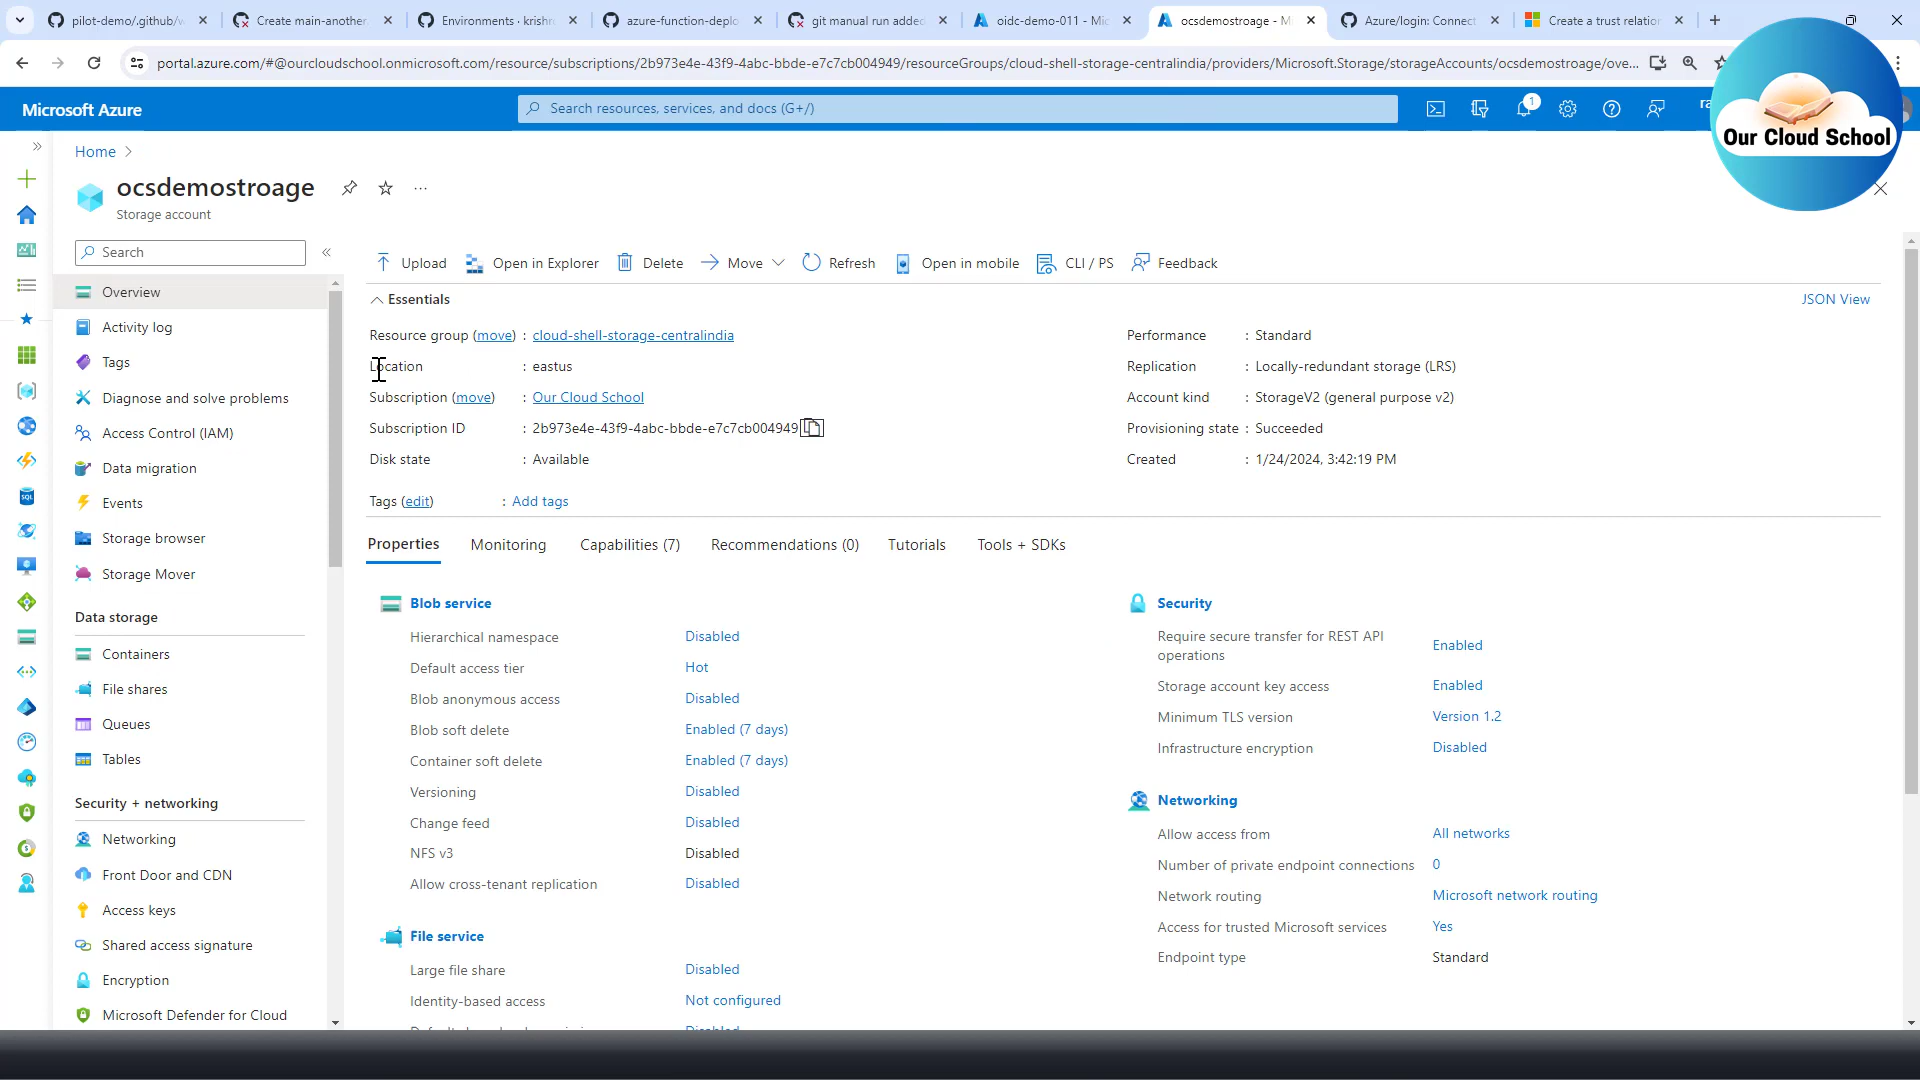 pilot-demo/.github/w
Create main-another.
Environments · krishn
azure-function-deplo
git manual run added
oidc-demo-011 - Mic
ocsdemostroage - Mi
Azure/login: Connect
Create a trust relation
portal.azure.com/#@ourcloudschool.onmicrosoft.com/resource/subscriptions/2b973e4e-43f9-4abc-bbde-e7c7cb004949/resourceGroups/cloud-shell-storage-centralindia/providers/Microsoft.Storage/storageAccounts/ocsdemostroage/ove...
Microsoft Azure
Search resources, services, and docs (G+/)
1
ra
Our Cloud School
Home
ocsdemostroage
Storage account
Search
Upload
Open in Explorer
Delete
Move
Refresh
Open in mobile
CLI / PS
Feedback
Overview
Activity log
Tags
Diagnose and solve problems
Access Control (IAM)
Data migration
Events
Storage browser
Storage Mover
Data storage
Containers
File shares
Queues
Tables
Security + networking
Networking
Front Door and CDN
Access keys
Shared access signature
Encryption
Microsoft Defender for Cloud
Essentials
JSON View
Resource group (move) : cloud-shell-storage-centralindia
Location : eastus
Subscription (move) : Our Cloud School
Subscription ID : 2b973e4e-43f9-4abc-bbde-e7c7cb004949
Disk state : Available
Performance : Standard
Replication : Locally-redundant storage (LRS)
Account kind : StorageV2 (general purpose v2)
Provisioning state : Succeeded
Created : 1/24/2024, 3:42:19 PM
Tags (edit) : Add tags
Properties
Monitoring
Capabilities (7)
Recommendations (0)
Tutorials
Tools + SDKs
Blob service
Hierarchical namespace Disabled
Default access tier Hot
Blob anonymous access Disabled
Blob soft delete Enabled (7 days)
Container soft delete Enabled (7 days)
Versioning Disabled
Change feed Disabled
NFS v3 Disabled
Allow cross-tenant replication Disabled
File service
Large file share Disabled
Identity-based access Not configured
Security
Require secure transfer for REST API
operations Enabled
Storage account key access Enabled
Minimum TLS version Version 1.2
Infrastructure encryption Disabled
Networking
Allow access from All networks
Number of private endpoint connections 0
Network routing Microsoft network routing
Access for trusted Microsoft services Yes
Endpoint type Standard